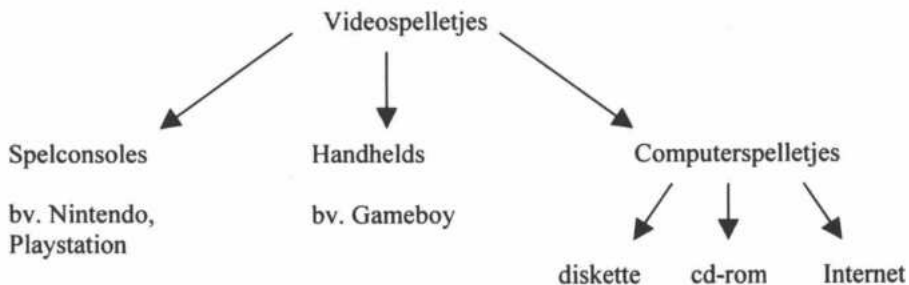 Videospelletjes
Spelconsoles
Handhelds
Computerspelletjes
bv. Nintendo,
Playstation
bv. Gameboy
diskette
cd-rom
Internet